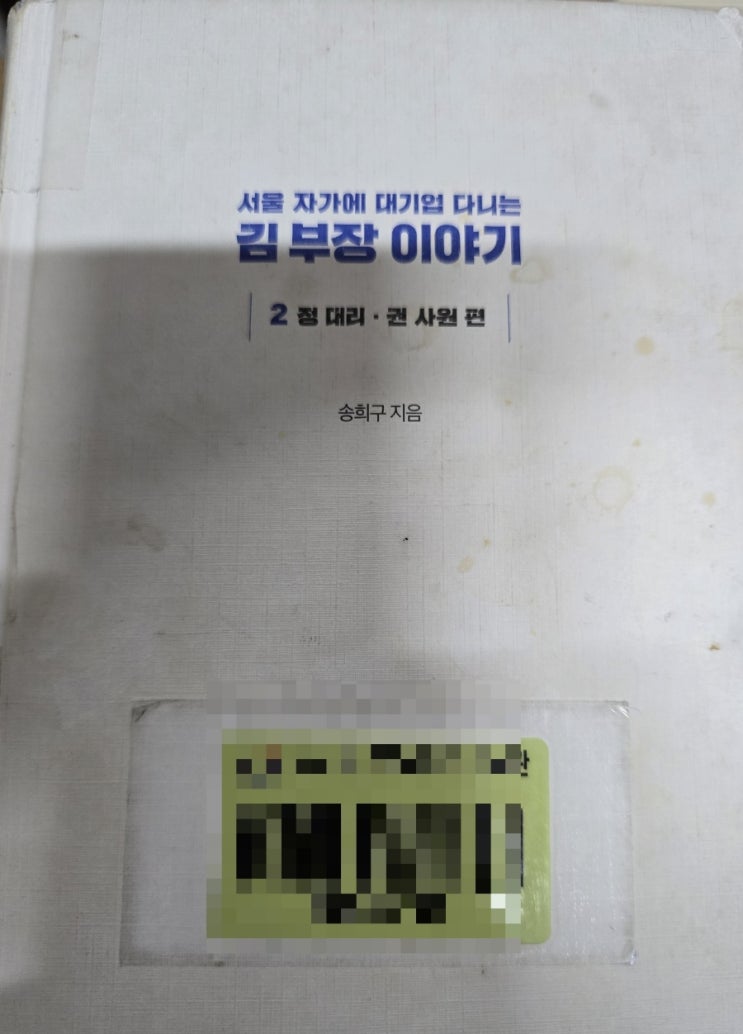 서울 자가에 대기업 다니는
김 부장 이야기
2 정 대리 · 권 사원 편
송희구 지음